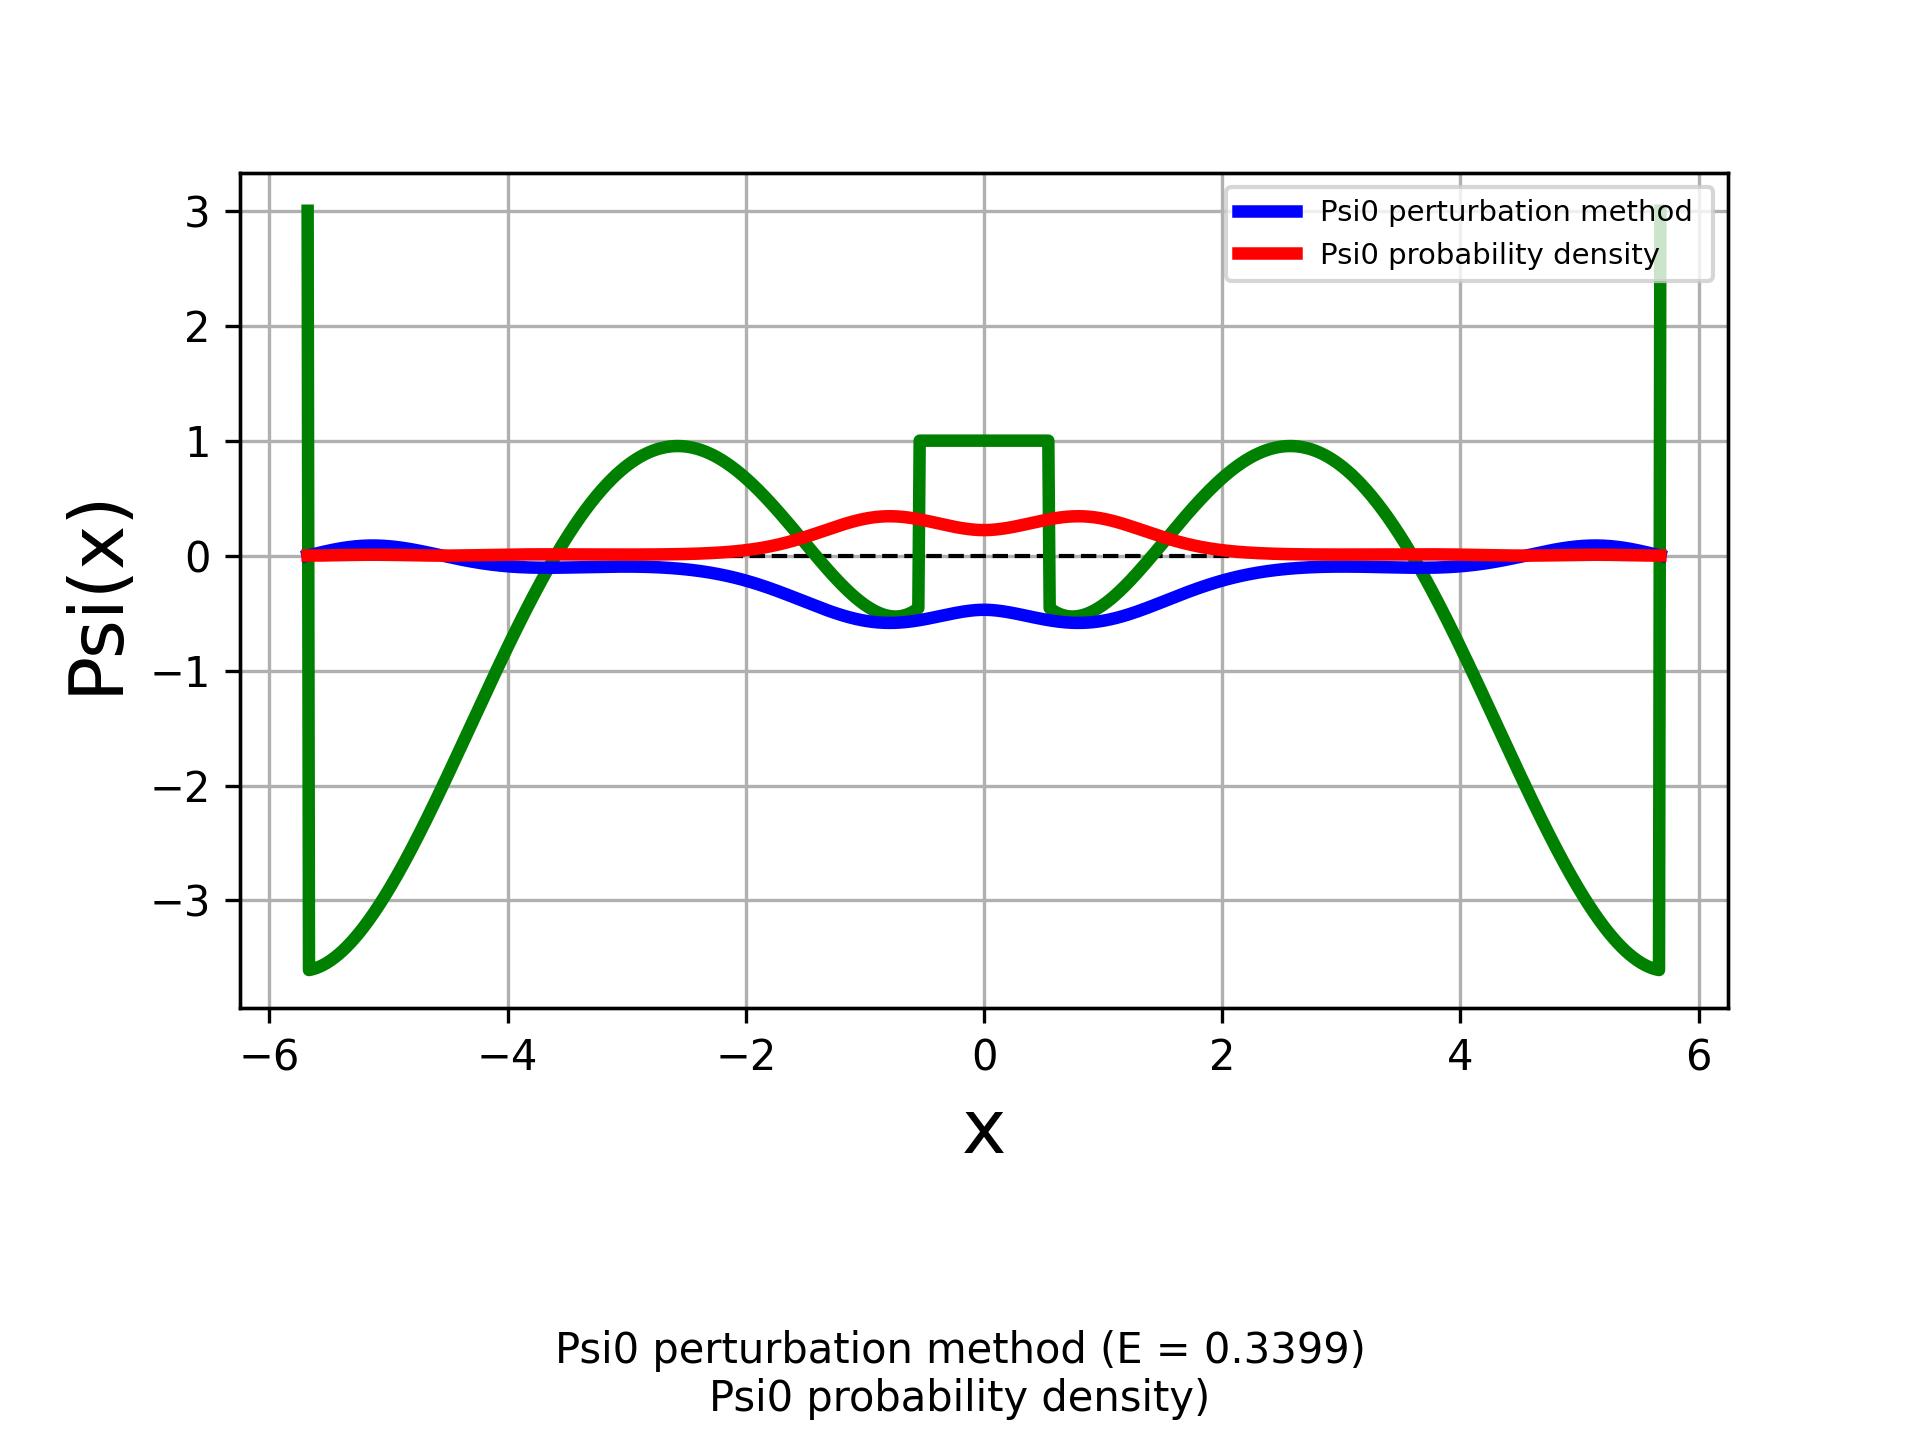 Psi(x)
3
2
1
0
−1
−2
−3
Psi0 perturbation method
Psi0 probability density
−6 −4 −2 0 2 4 6
x
Psi0 perturbation method (E = 0.3399)
Psi0 probability density)